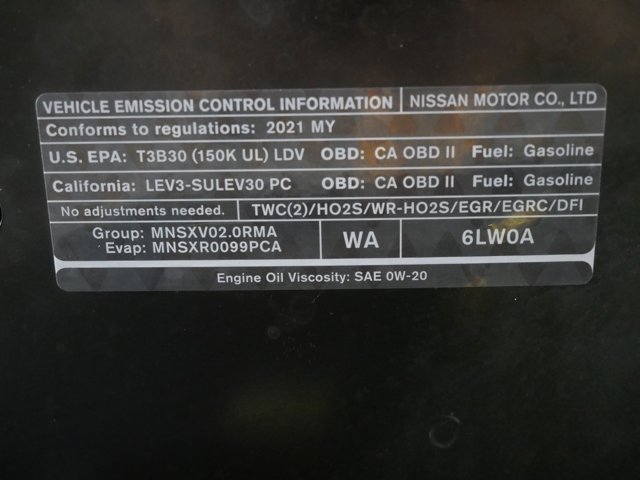 VEHICLE EMISSION CONTROL INFORMATION NISSAN MOTOR CO., LTD
Conforms to regulations: 2021 MY
U.S. EPA: T3B30 (150K UL) LDV OBD: CA OBD II Fuel: Gasoline
California: LEV3-SULEV30 PC OBD: CA OBD II Fuel: Gasoline
No adjustments needed. TWC(2)/HO2S/WR-HO2S/EGR/EGRC/DFI
Group: MNSXV02.0RMA
Evap: MNSXR0099PCA
WA
6LW0A
Engine Oil Viscosity: SAE 0W-20